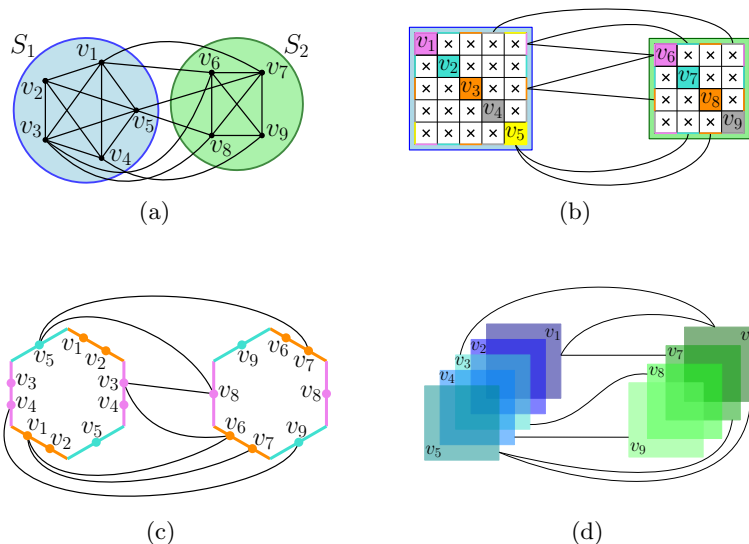 S1 S2
v1
v2
v3
v4
v5
v6
v7
v8
v9
(a)
v1 × × × ×
× v2 × × ×
× × v3 × ×
× × × v4 ×
× × × × v5
v6 × × ×
× v7 × ×
× × v8 ×
× × × v9
(b)
v5
v1
v2
v3
v4
v3
v4
v1
v2
v5
v9
v6
v7
v8
v8
v6
v7
v9
(c)
v1
v2
v3
v4
v5
v7
v8
v9
(d)